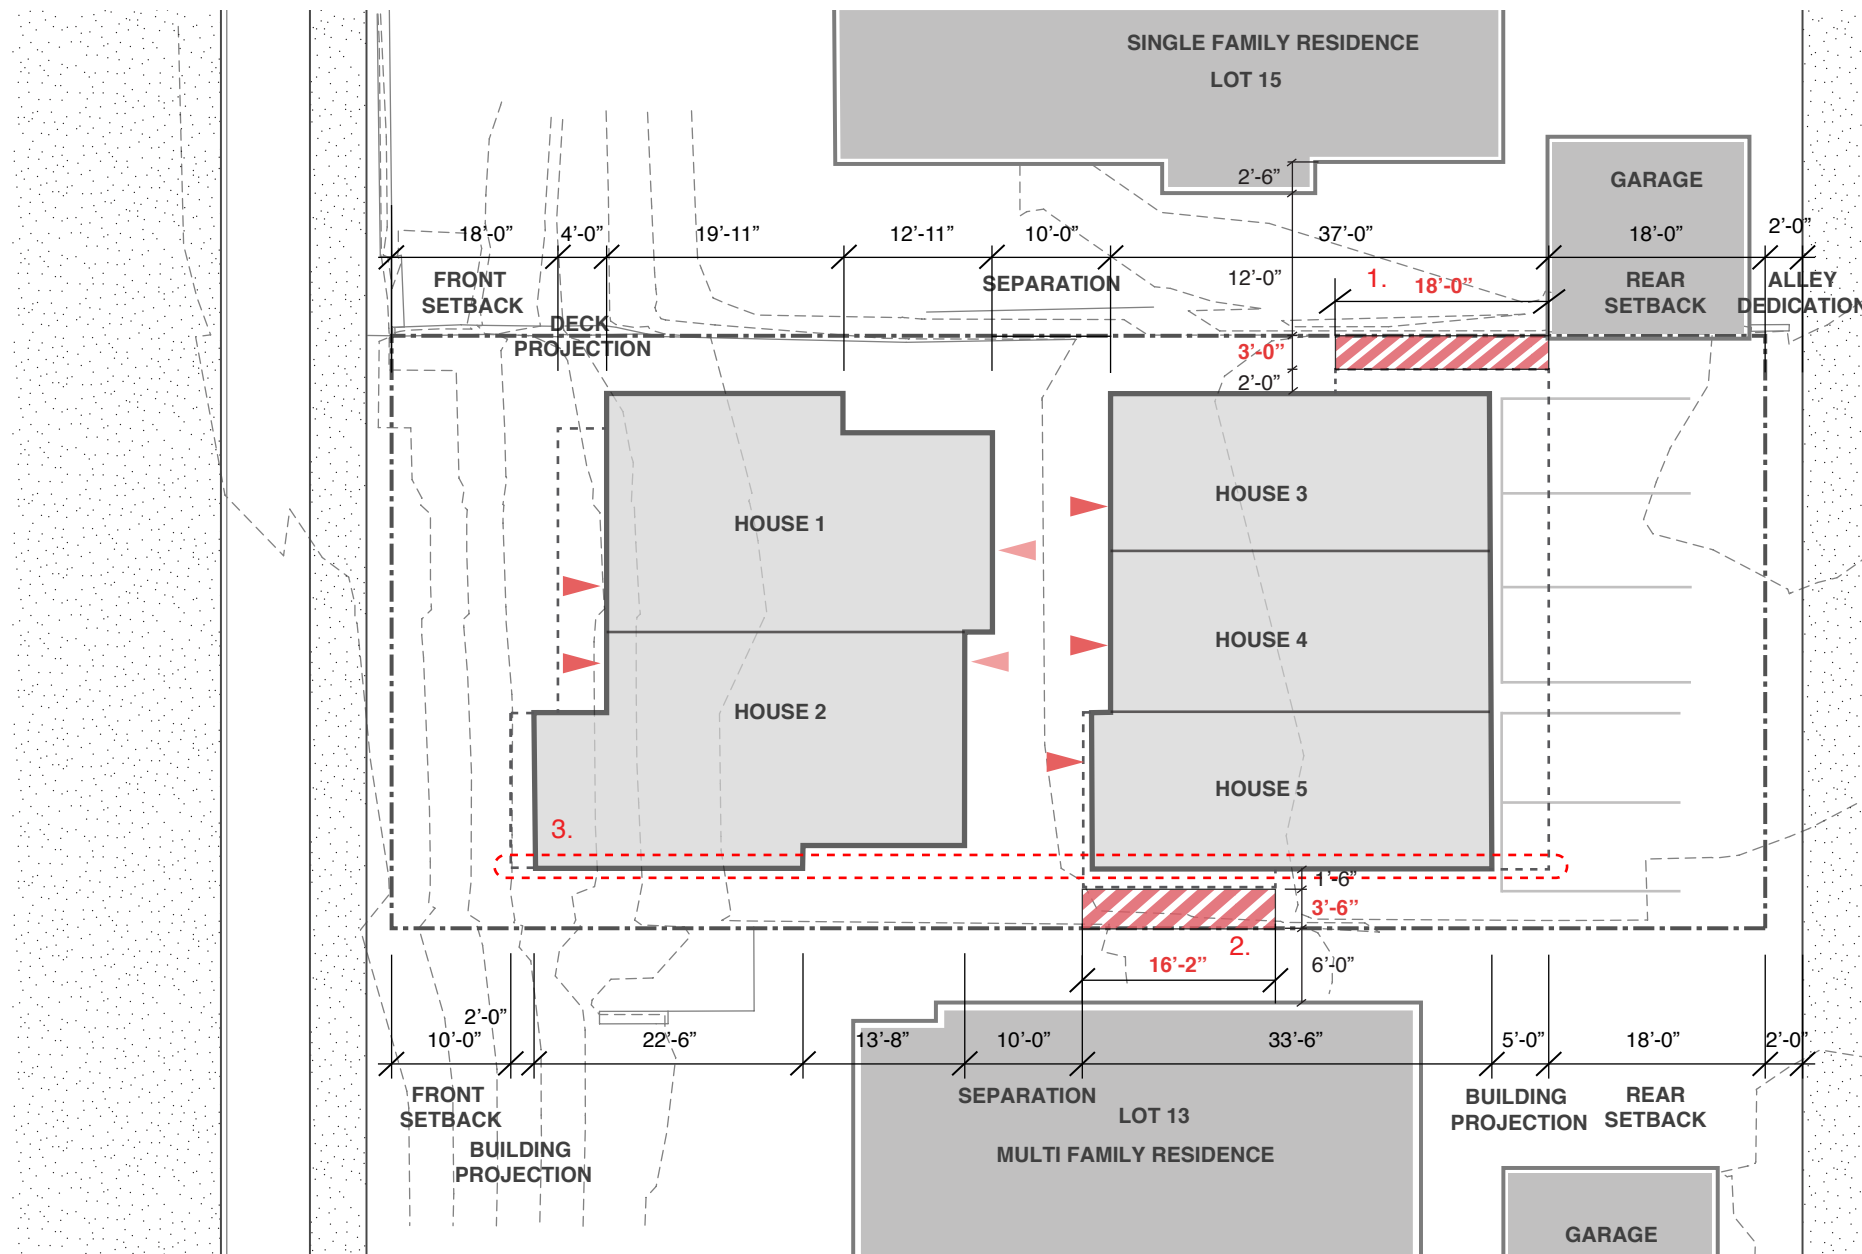 SINGLE FAMILY RESIDENCE
LOT 15
GARAGE
2’-6”
18’-0”
4’-0”
19’-11”
12’-11”
10’-0”
37’-0”
18’-0”
2’-0”
FRONT
SETBACK
SEPARATION
12’-0”
1.
18’-0”
REAR
SETBACK
ALLEY
DEDICATION
DECK
PROJECTION
3’-0”
2’-0”
HOUSE 1
HOUSE 3
HOUSE 4
HOUSE 2
HOUSE 5
3.
1’-6”
3’-6”
2.
16’-2”
6’-0”
2’-0”
10’-0”
22’-6”
13’-8”
10’-0”
33’-6”
5’-0”
18’-0”
2’-0”
FRONT
SETBACK
BUILDING
PROJECTION
SEPARATION
LOT 13
MULTI FAMILY RESIDENCE
BUILDING
PROJECTION
REAR
SETBACK
GARAGE